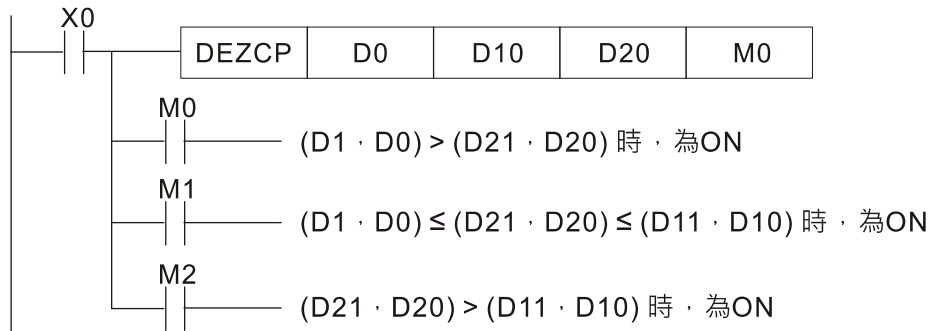 X0
DEZCP D0 D10 D20 M0
M0
(D1，D0) > (D21，D20) 時，為ON
M1
(D1，D0) ≤ (D21，D20) ≤ (D11，D10) 時，為ON
M2
(D21，D20) > (D11，D10) 時，為ON